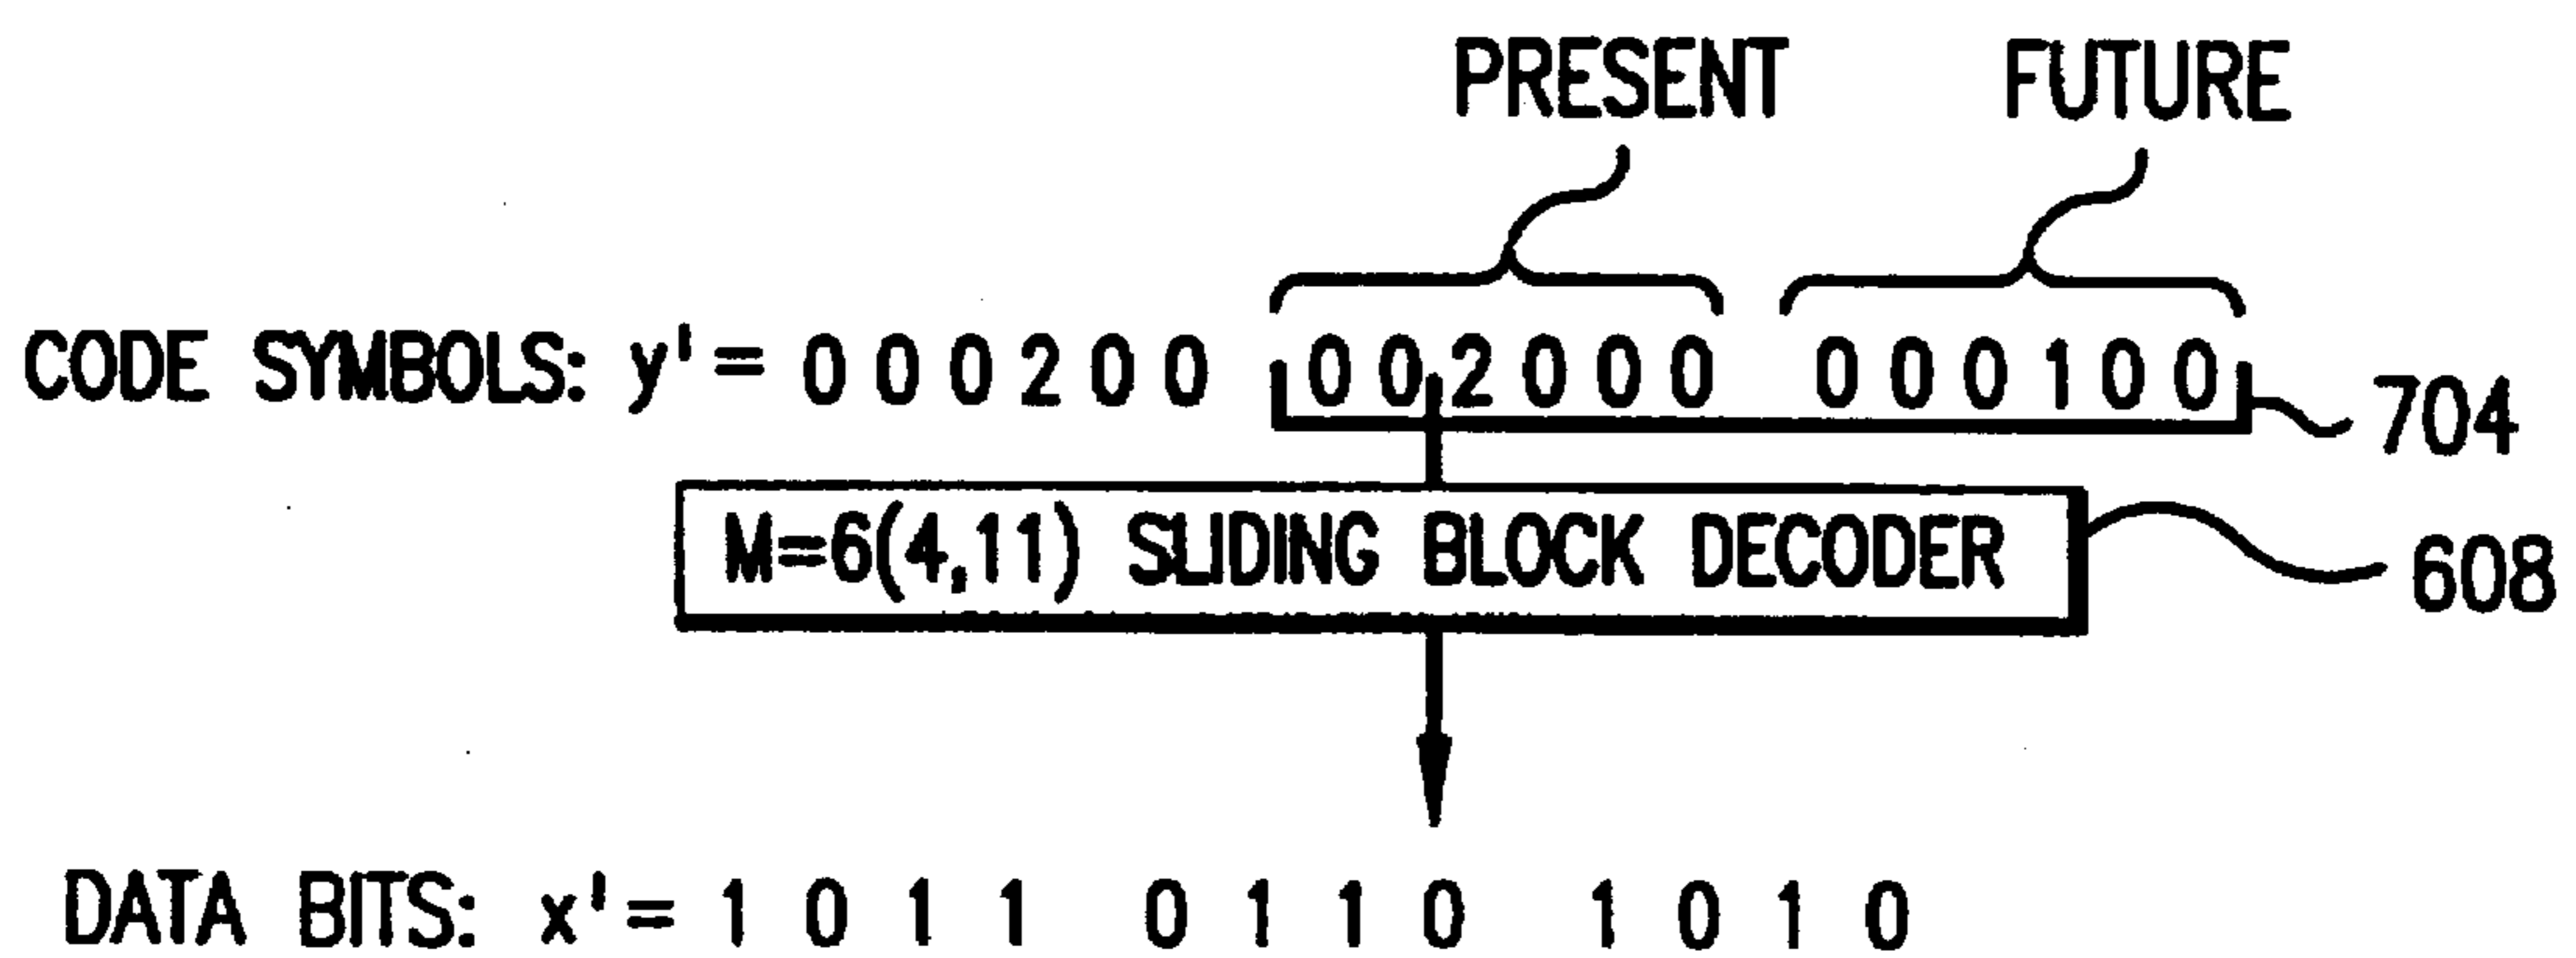 PRESENT FUTURE
CODE SYMBOLS: y' = 0 0 0 2 0 0 0 0 2 0 0 0 0 0 0 1 0 0
704
M=6(4,11) SLIDING BLOCK DECODER
608
DATA BITS: x' = 1 0 1 1 0 1 1 0 1 0 1 0